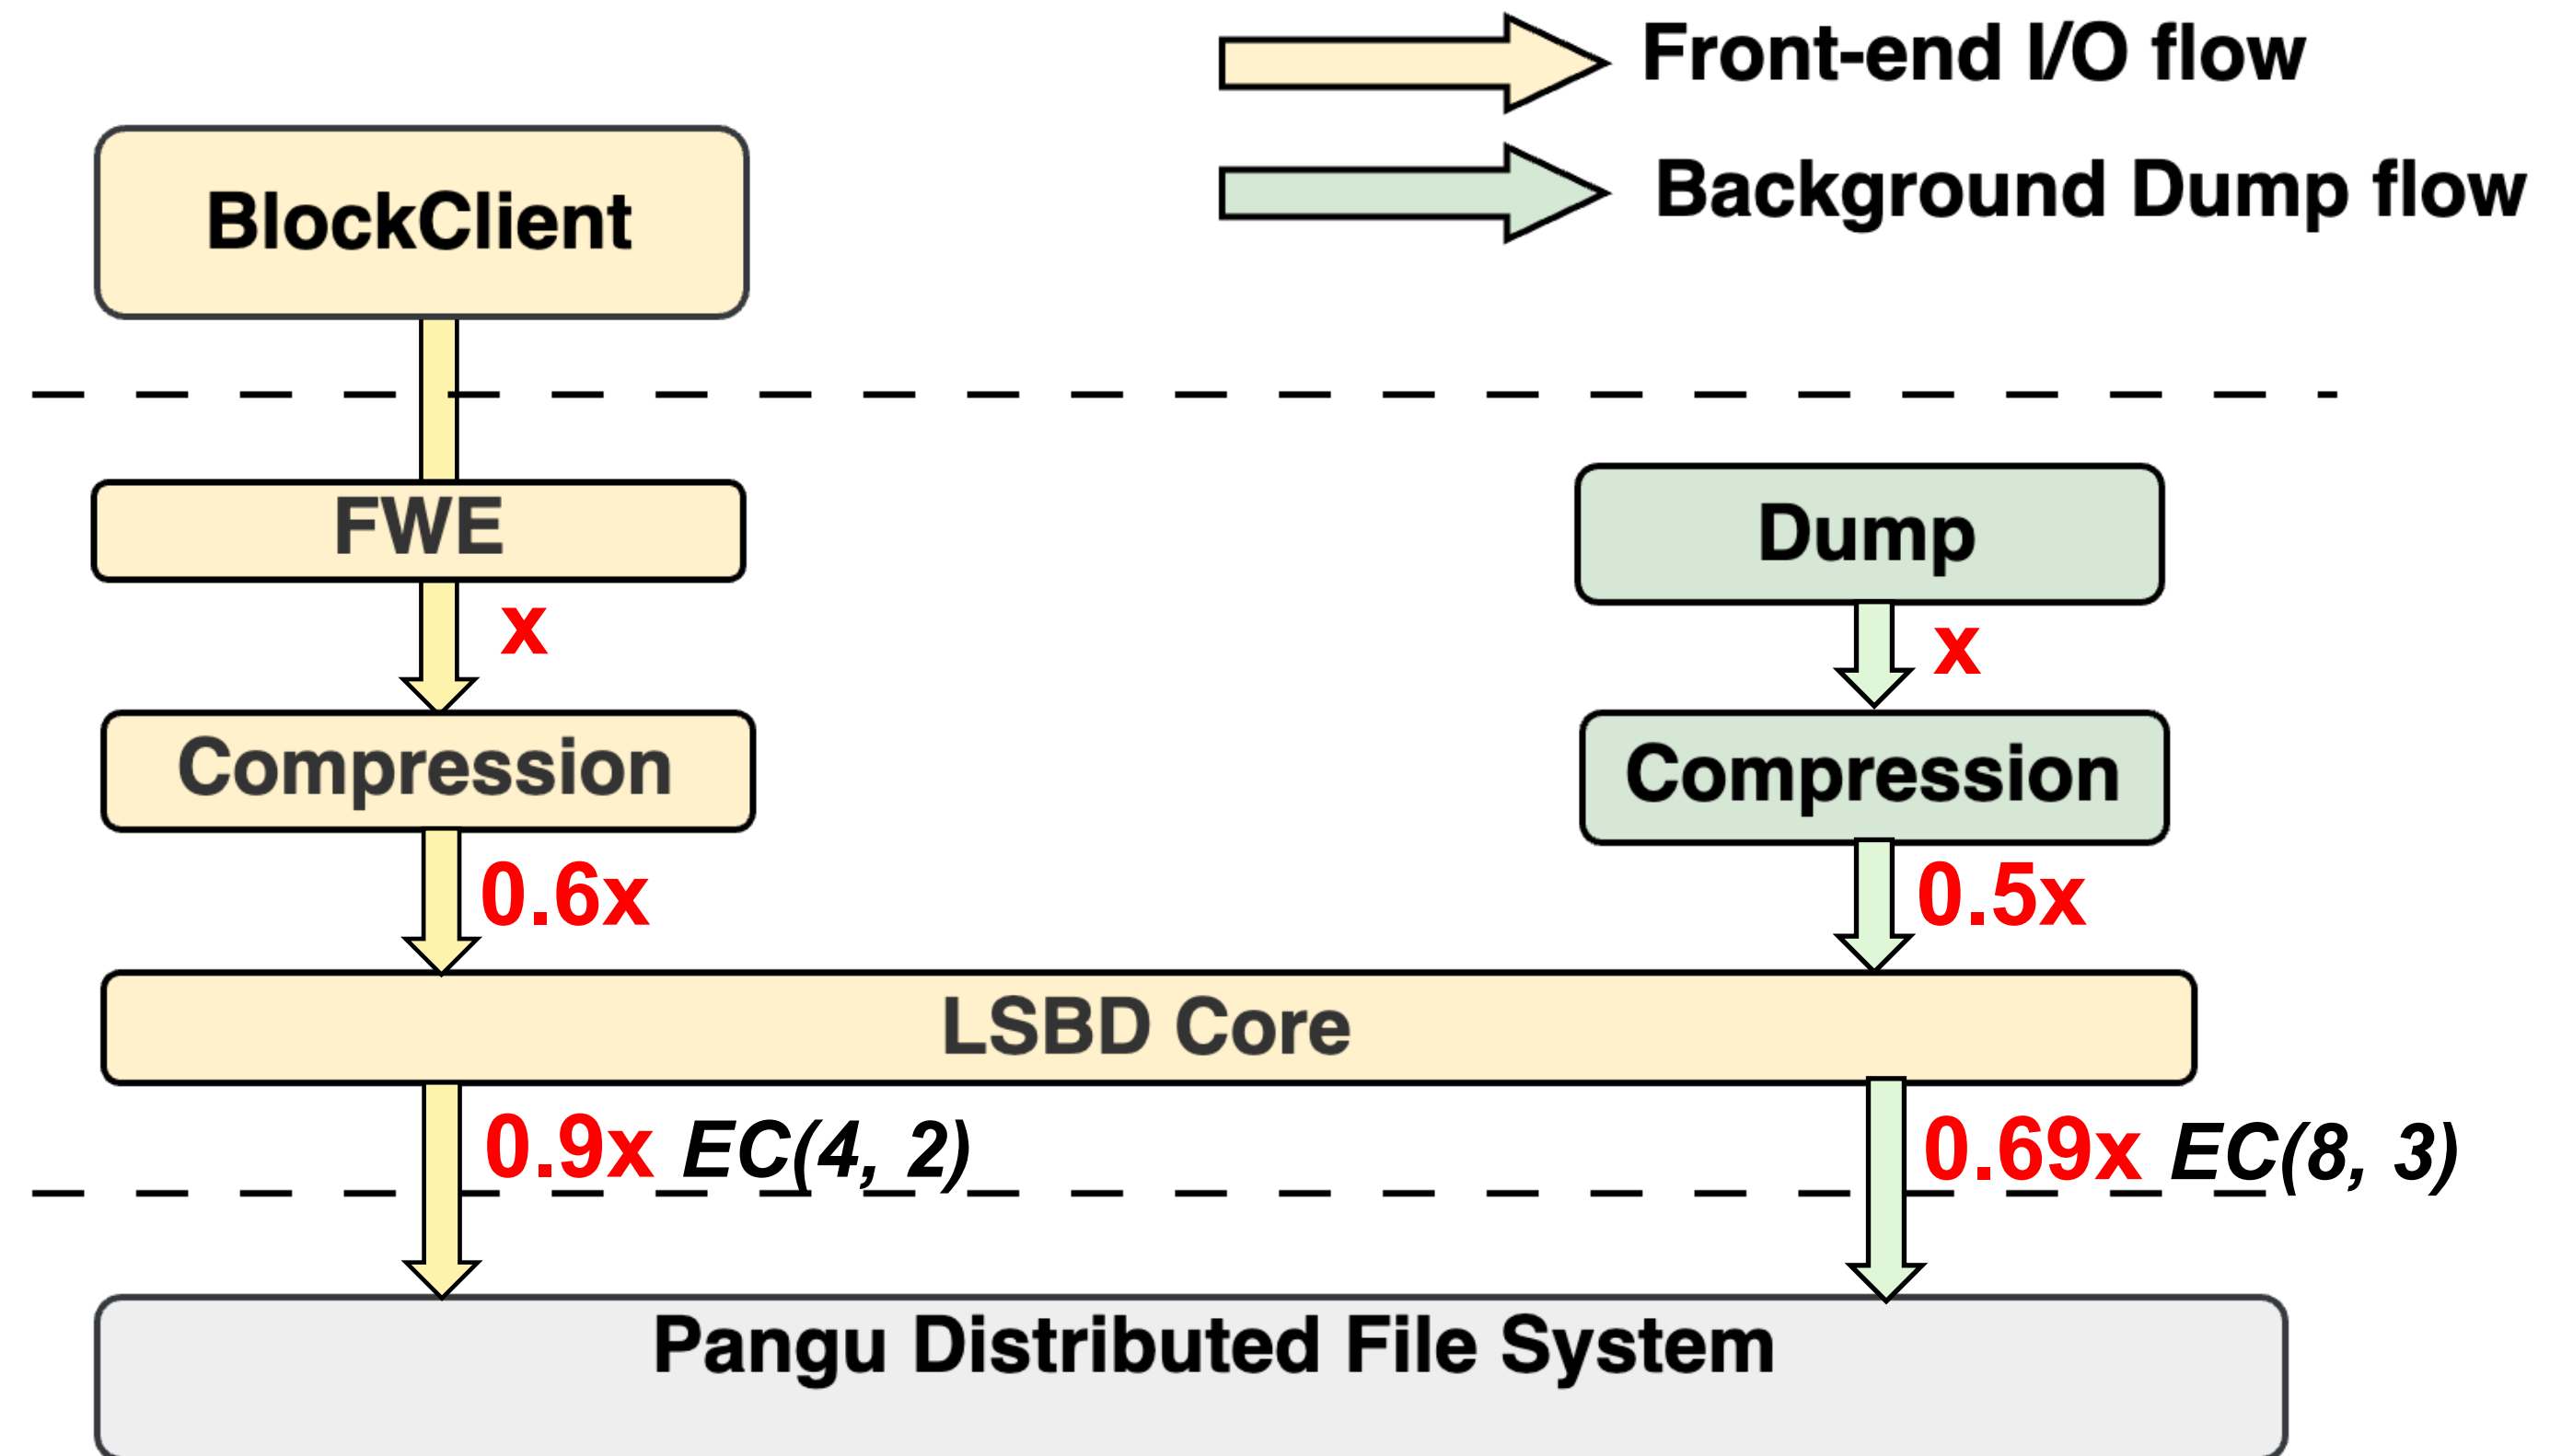 Front-end I/O flow
Background Dump flow
BlockClient
FWE
Dump
x
x
Compression
Compression
0.6x
0.5x
LSBD Core
0.9x EC(4, 2)
0.69x EC(8, 3)
Pangu Distributed File System